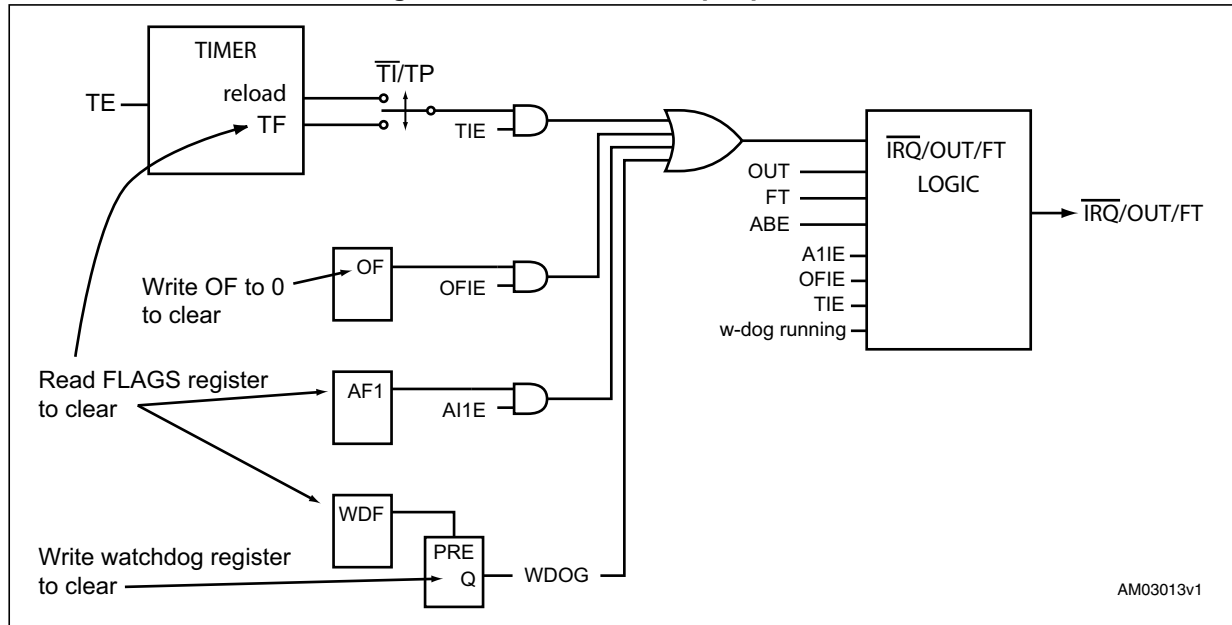 TIMER
TI/TP
reload
TE
TF
TIE
IRQ/OUT/FT
LOGIC
OUT
FT
IRQ/OUT/FT
ABE
A1IE
OFIE
TIE
w-dog running
OF
OFIE
Write OF to 0
to clear
Read FLAGS register
to clear
AF1
AI1E
WDF
PRE
Q
WDOG
Write watchdog register
to clear
AM03013v1